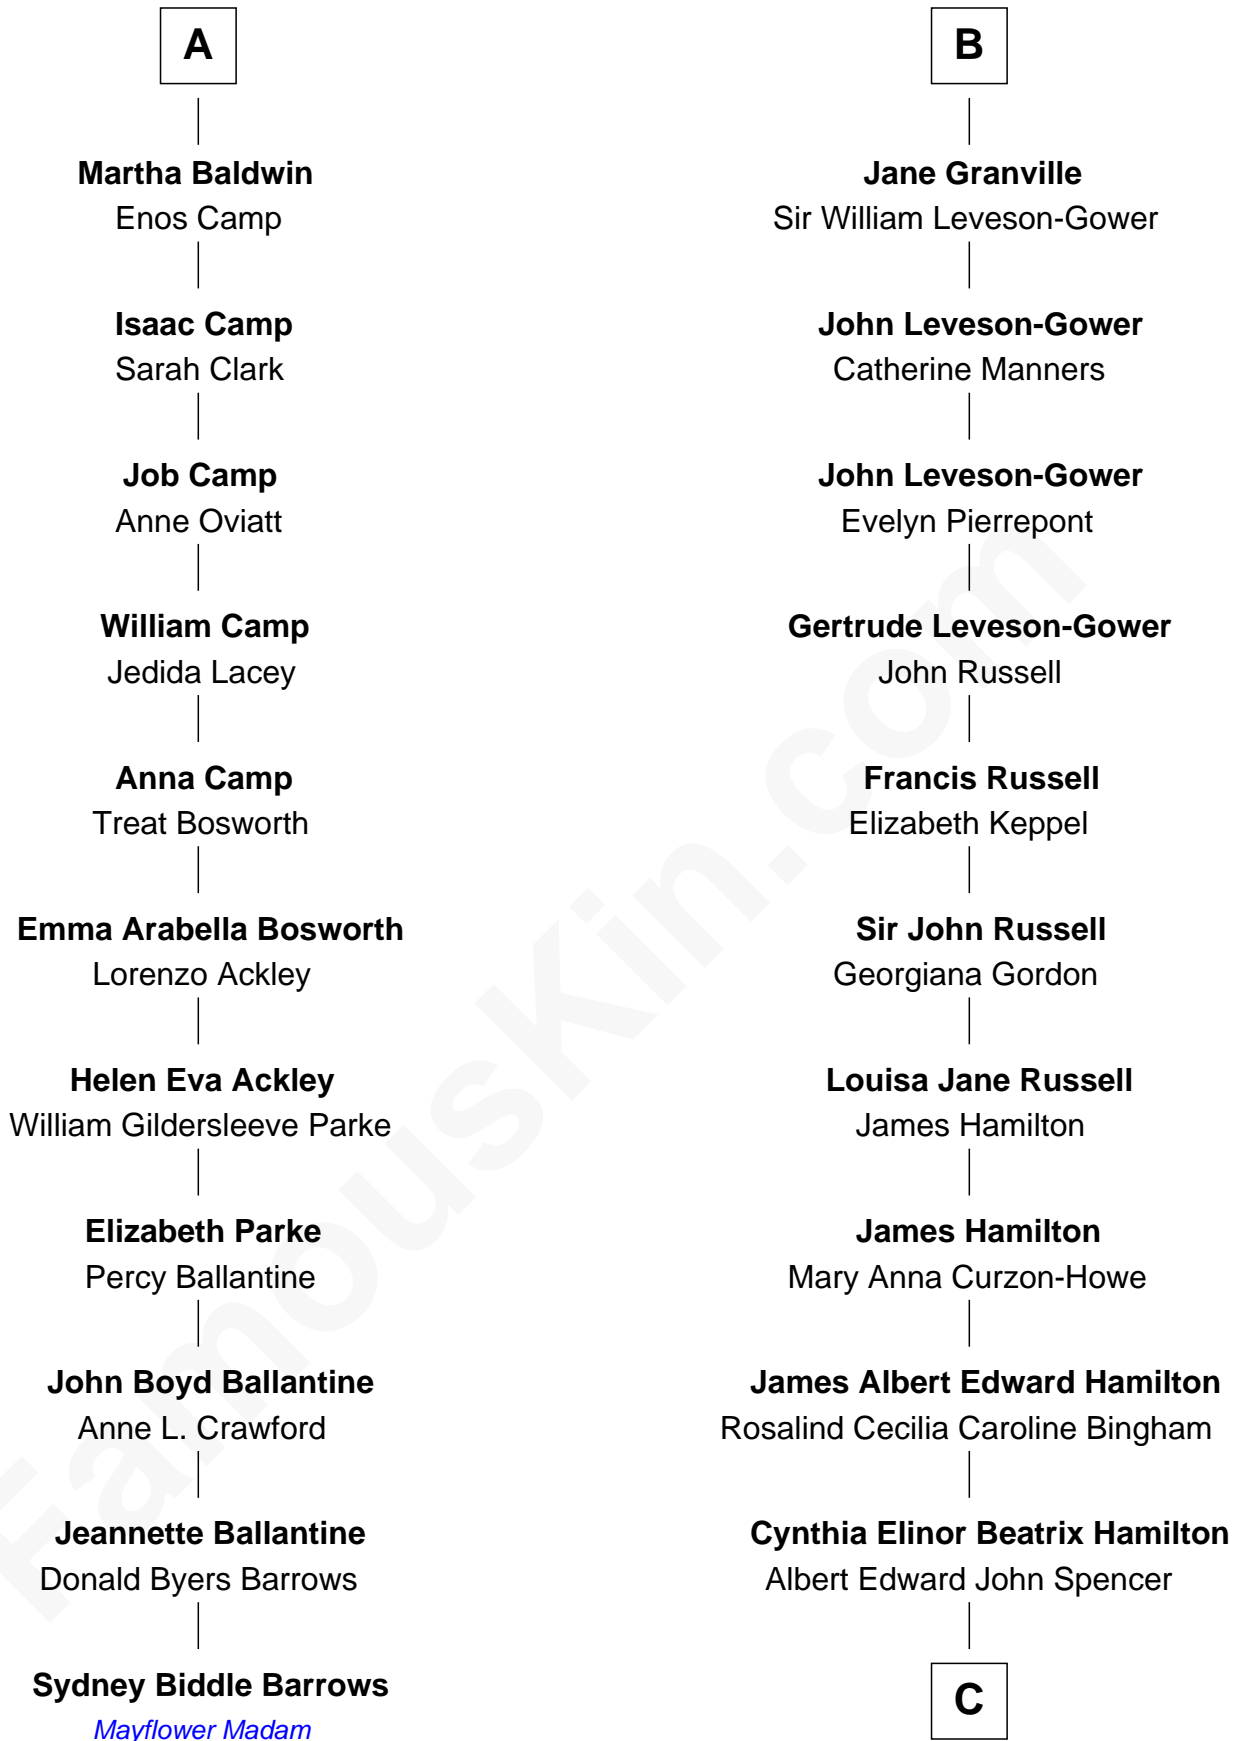 A
Martha Baldwin
Enos Camp
Isaac Camp
Sarah Clark
Job Camp
Anne Oviatt
William Camp
Jedida Lacey
Anna Camp
Treat Bosworth
Emma Arabella Bosworth
Lorenzo Ackley
Helen Eva Ackley
William Gildersleeve Parke
Elizabeth Parke
Percy Ballantine
John Boyd Ballantine
Anne L. Crawford
Jeannette Ballantine
Donald Byers Barrows
Sydney Biddle Barrows
Mayflower Madam
B
Jane Granville
Sir William Leveson-Gower
John Leveson-Gower
Catherine Manners
John Leveson-Gower
Evelyn Pierrepont
Gertrude Leveson-Gower
John Russell
Francis Russell
Elizabeth Keppel
Sir John Russell
Georgiana Gordon
Louisa Jane Russell
James Hamilton
James Hamilton
Mary Anna Curzon-Howe
James Albert Edward Hamilton
Rosalind Cecilia Caroline Bingham
Cynthia Elinor Beatrix Hamilton
Albert Edward John Spencer
C
FamousKin.com